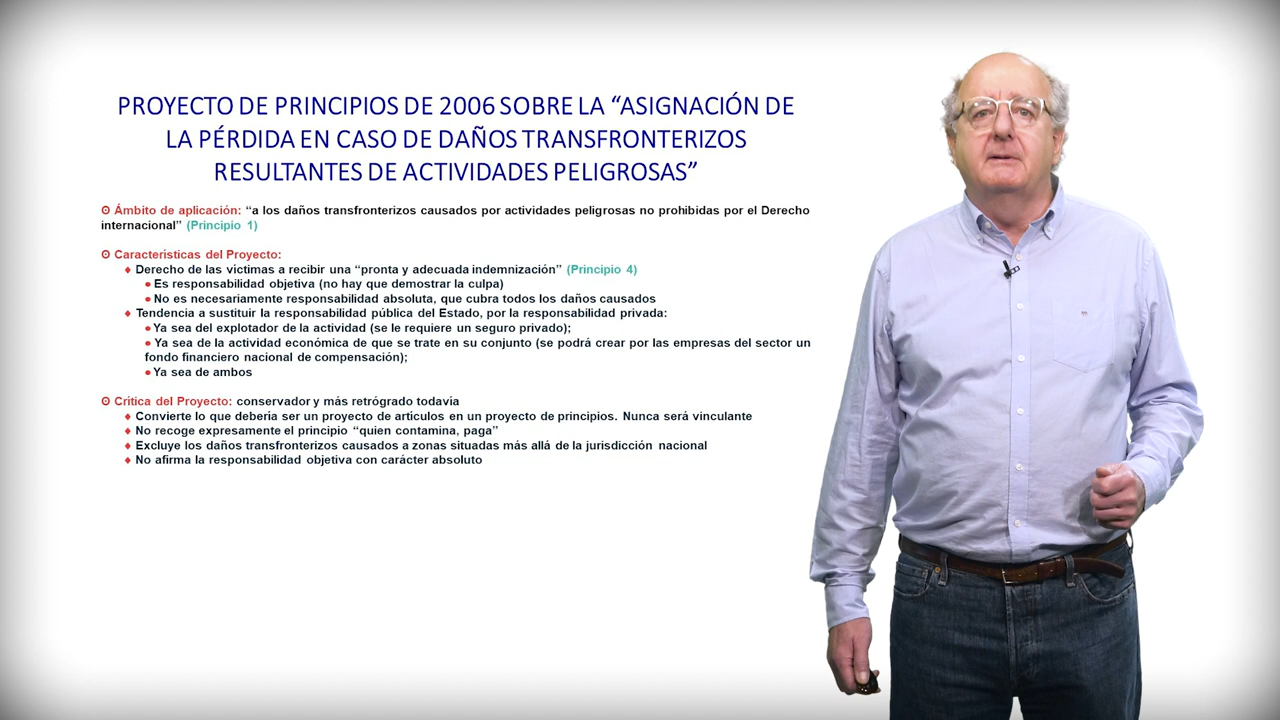 PROYECTO DE PRINCIPIOS DE 2006 SOBRE LA “ASIGNACIÓN DE
LA PÉRDIDA EN CASO DE DAÑOS TRANSFRONTERIZOS
RESULTANTES DE ACTIVIDADES PELIGROSAS”
⊙ Ámbito de aplicación: “a los daños transfronterizos causados por actividades peligrosas no prohibidas por el Derecho
internacional” (Principio 1)
⊙ Características del Proyecto:
♦ Derecho de las víctimas a recibir una “pronta y adecuada indemnización” (Principio 4)
● Es responsabilidad objetiva (no hay que demostrar la culpa)
● No es necesariamente responsabilidad absoluta, que cubra todos los daños causados
♦ Tendencia a sustituir la responsabilidad pública del Estado, por la responsabilidad privada:
● Ya sea del explotador de la actividad (se le requiere un seguro privado);
● Ya sea de la actividad económica de que se trate en su conjunto (se podrá crear por las empresas del sector un
fondo financiero nacional de compensación);
● Ya sea de ambos
⊙ Crítica del Proyecto: conservador y más retrógrado todavía
♦ Convierte lo que debería ser un proyecto de artículos en un proyecto de principios. Nunca será vinculante
♦ No recoge expresamente el principio “quien contamina, paga”
♦ Excluye los daños transfronterizos causados a zonas situadas más allá de la jurisdicción nacional
♦ No afirma la responsabilidad objetiva con carácter absoluto